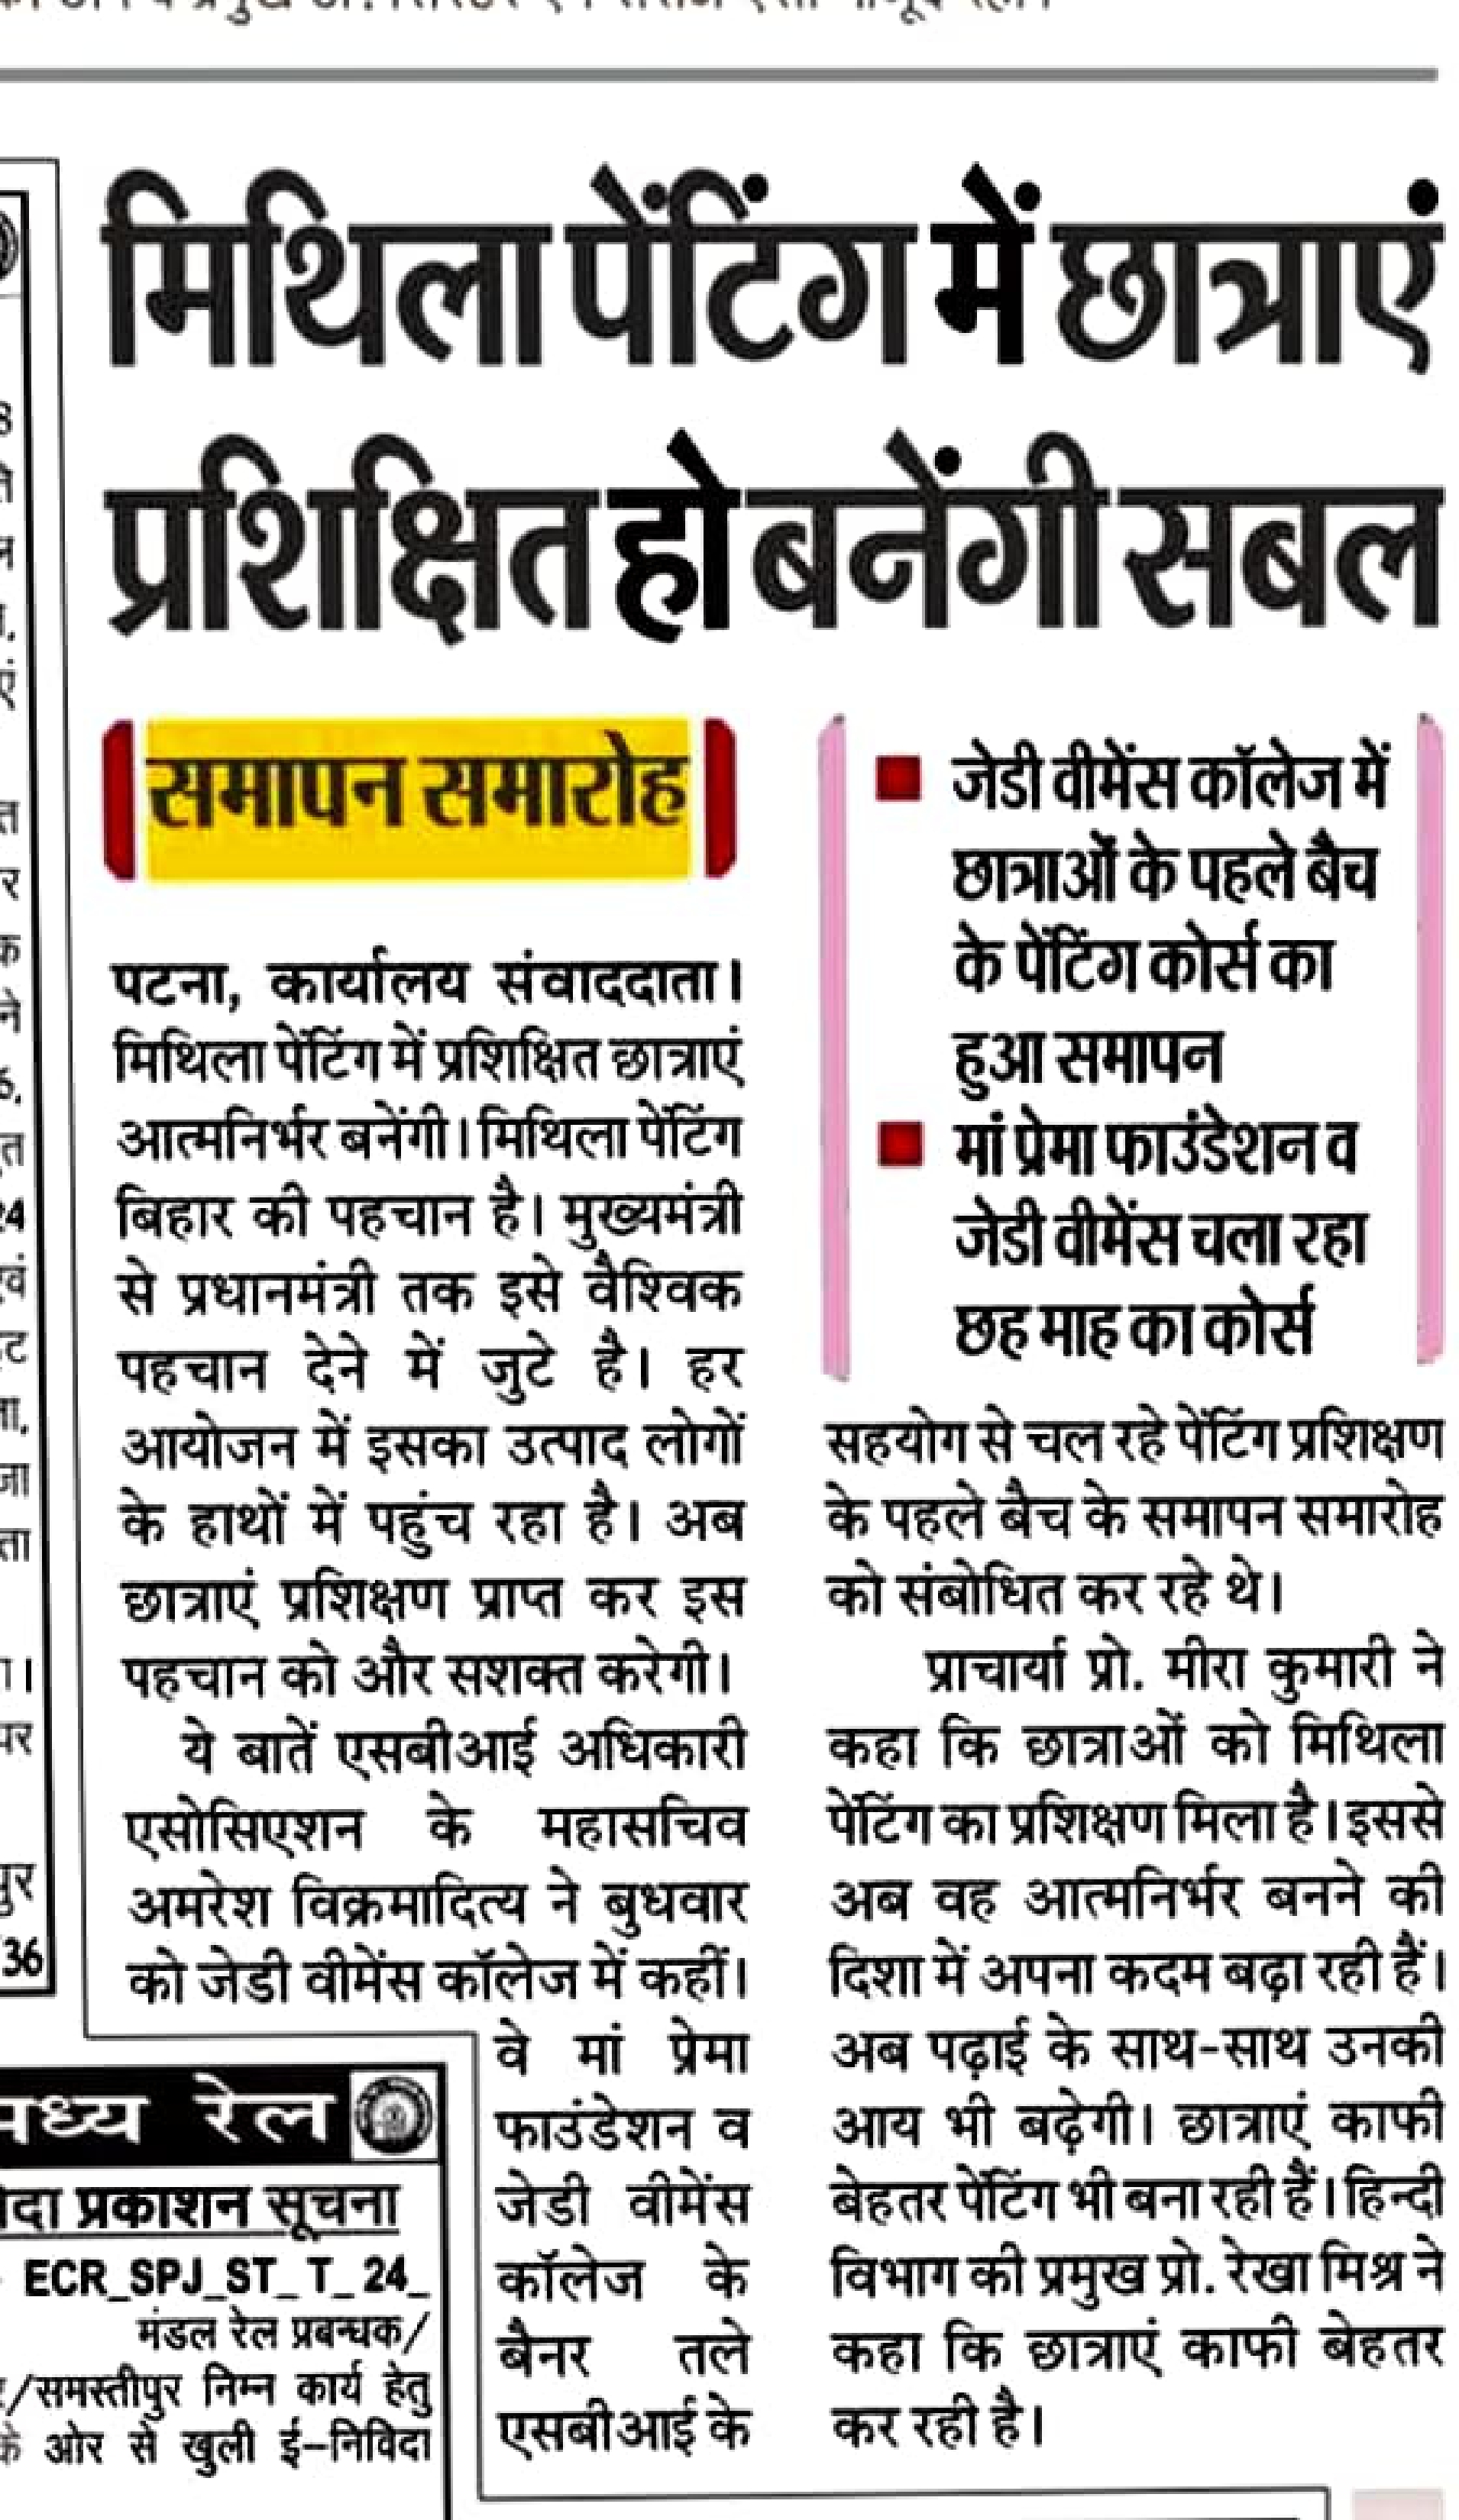 मिथिला पेंटिंग में छात्राएं
प्रशिक्षित हो बनेंगी सबल
समापन समारोह
पटना, कार्यालय संवाददाता।
मिथिला पेंटिंग में प्रशिक्षित छात्राएं
आत्मनिर्भर बनेंगी। मिथिला पेंटिंग
बिहार की पहचान है। मुख्यमंत्री
से प्रधानमंत्री तक इसे वैश्विक
पहचान देने में जुटे है। हर
आयोजन में इसका उत्पाद लोगों
के हाथों में पहुंच रहा है। अब
छात्राएं प्रशिक्षण प्राप्त कर इस
पहचान को और सशक्त करेगी।
ये बातें एसबीआई अधिकारी
एसोसिएशन के महासचिव
अमरेश विक्रमादित्य ने बुधवार
को जेडी वीमेंस कॉलेज में कहीं।
वे मां प्रेमा
फाउंडेशन व
जेडी वीमेंस
कॉलेज के
बैनर तले
एसबीआई के
जेडी वीमेंस कॉलेज में
छात्राओं के पहले बैच
के पेंटिंग कोर्स का
हुआ समापन
मां प्रेमा फाउंडेशन व
जेडी वीमेंस चला रहा
छह माह का कोर्स
सहयोग से चल रहे पेंटिंग प्रशिक्षण
के पहले बैच के समापन समारोह
को संबोधित कर रहे थे।
प्राचार्या प्रो. मीरा कुमारी ने
कहा कि छात्राओं को मिथिला
पेंटिंग का प्रशिक्षण मिला है। इससे
अब वह आत्मनिर्भर बनने की
दिशा में अपना कदम बढ़ा रही हैं।
अब पढ़ाई के साथ-साथ उनकी
आय भी बढ़ेगी। छात्राएं काफी
बेहतर पेंटिंग भी बना रही हैं। हिन्दी
विभाग की प्रमुख प्रो. रेखा मिश्र ने
कहा कि छात्राएं काफी बेहतर
कर रही है।
36
रेल
प्रकाशन सूचना
ECR_SPJ_ST_T_24_
मंडल रेल प्रबन्धक/
/समस्तीपुर निम्न कार्य हेतु
ओर से खुली ई-निविदा